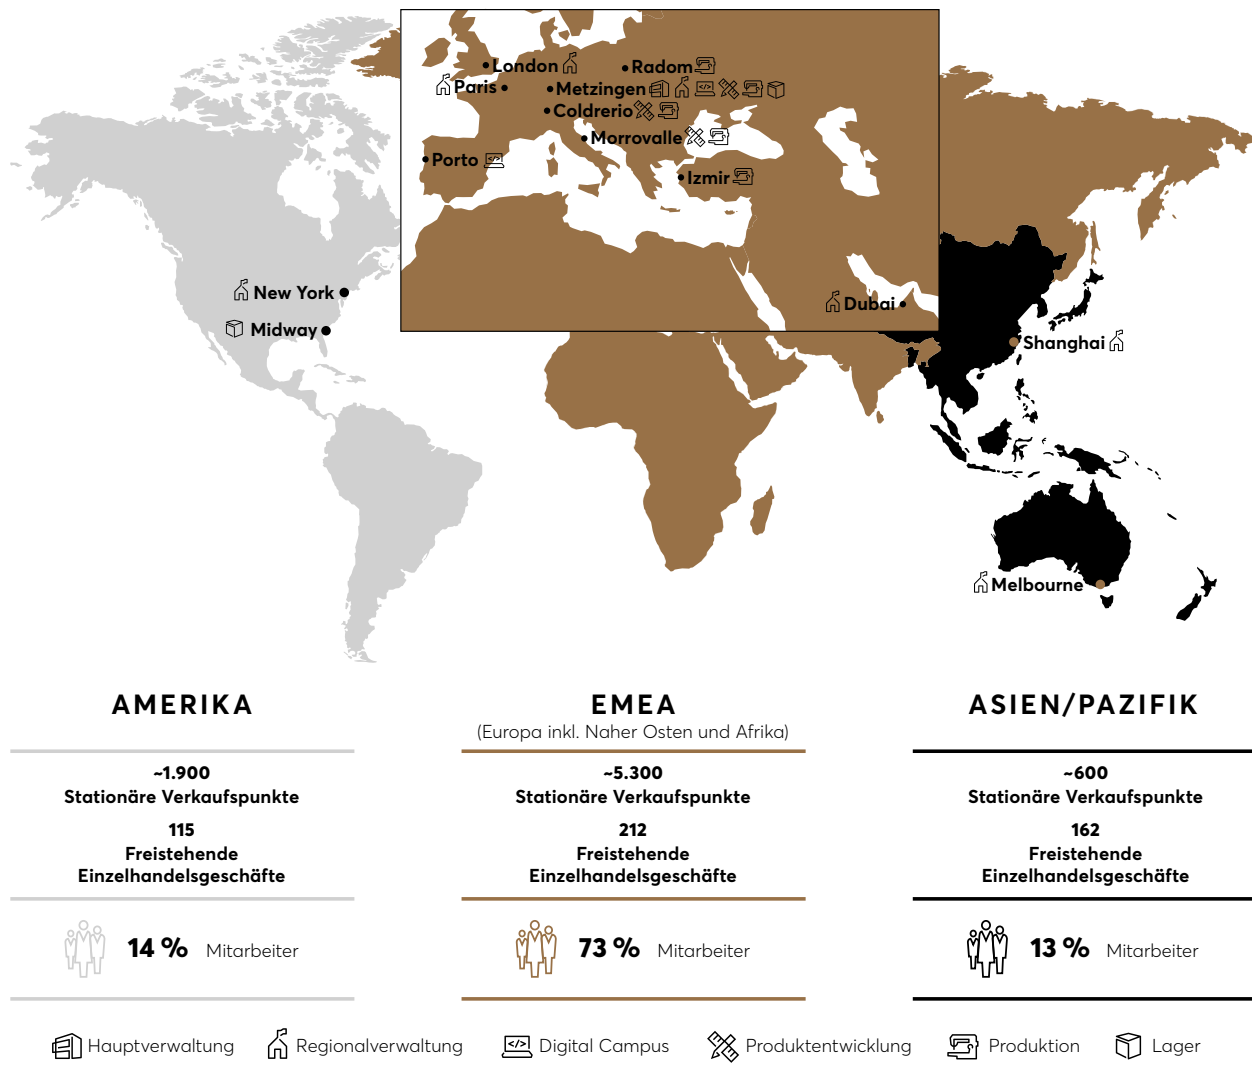 London
Radom
Paris
Metzingen
Coldrerio
Morrovalle
Porto
Izmir
New York
Dubai
Midway
Shanghai
Melbourne
AMERIKA
~1.900
Stationäre Verkaufspunkte
115
Freistehende
Einzelhandelsgeschäfte
14 % Mitarbeiter
EMEA
(Europa inkl. Naher Osten und Afrika)
~5.300
Stationäre Verkaufspunkte
212
Freistehende
Einzelhandelsgeschäfte
73 % Mitarbeiter
ASIEN/PAZIFIK
~600
Stationäre Verkaufspunkte
162
Freistehende
Einzelhandelsgeschäfte
13 % Mitarbeiter
Hauptverwaltung Regionalverwaltung Digital Campus Produktentwicklung Produktion Lager